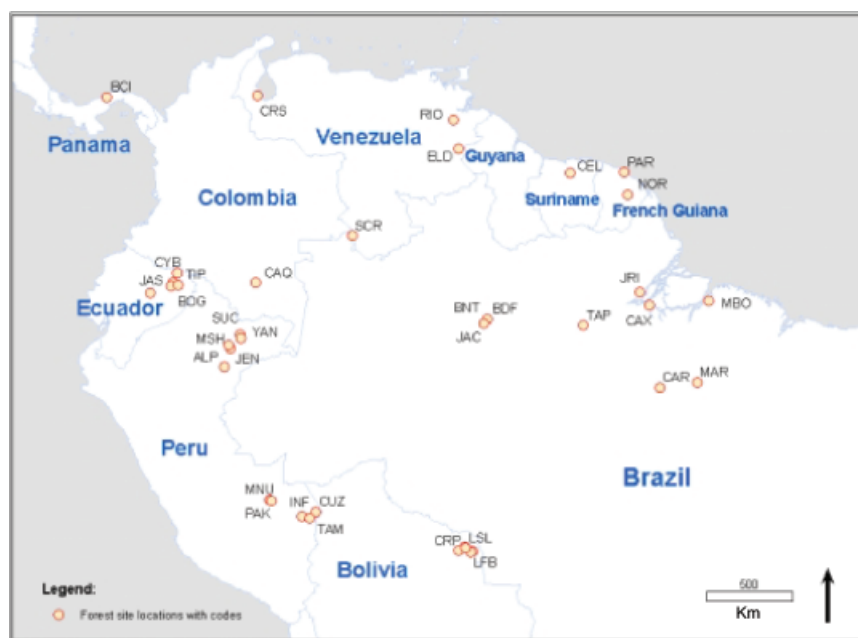 BCI
CRS
RIO
Panama
Venezuela
ELD
Guyana
CEL
PAR
NOR
Suriname
French Guiana
Colombia
SCR
CYB
TIP
JAS
CAQ
BOG
Ecuador
SUC
YAN
MSH
ALP
JEN
BNT
BDF
JAC
TAP
JRI
CAX
MBO
CAR
MAR
Peru
Brazil
MNU
PAK
INF
CUZ
TAM
CRP
LSL
LFB
Bolivia
Legend:
Forest site locations with codes
500
Km